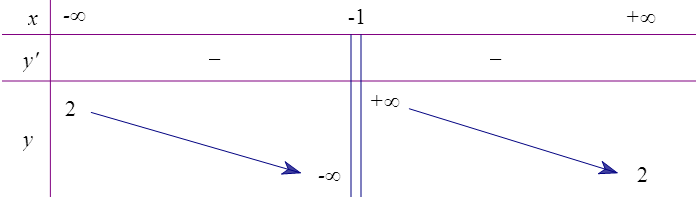 x -∞ -1 +∞
y' − −
2 +∞
y
-∞ 2